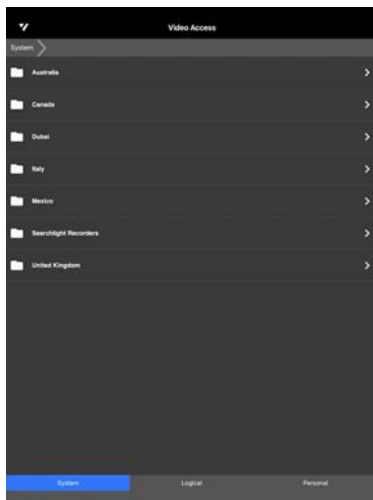 Video Access
System
Australia
Canada
Dubai
Italy
Mexico
Searchlight Recorders
United Kingdom
System Logical Personal